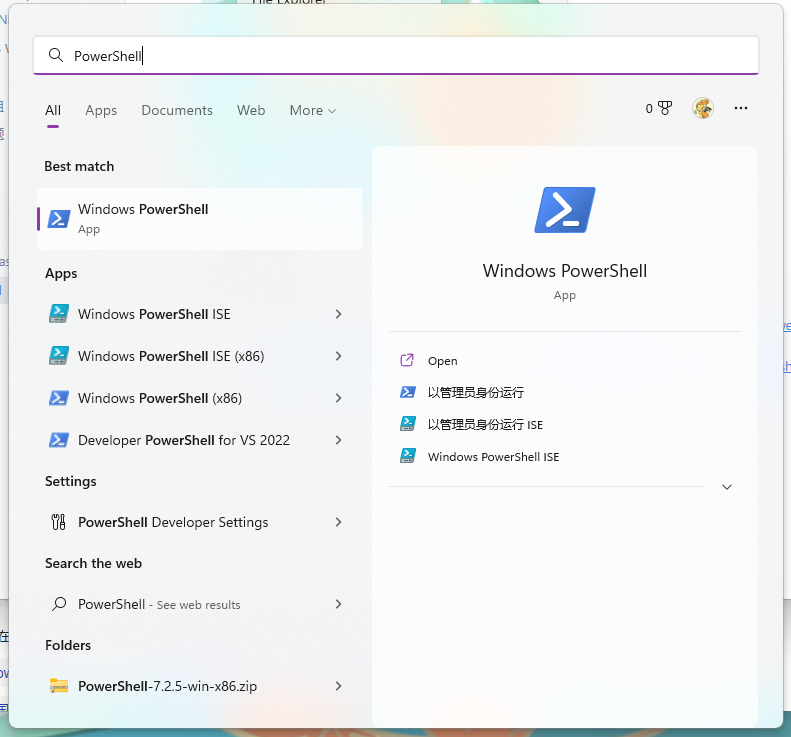 PowerShell
All Apps Documents Web More
0
Best match
Windows PowerShell
App
Apps
Windows PowerShell ISE
Windows PowerShell ISE (x86)
Windows PowerShell (x86)
Developer PowerShell for VS 2022
Settings
PowerShell Developer Settings
Search the web
PowerShell - See web results
Folders
PowerShell-7.2.5-win-x86.zip
Windows PowerShell
App
Open
以管理员身份运行
以管理员身份运行 ISE
Windows PowerShell ISE